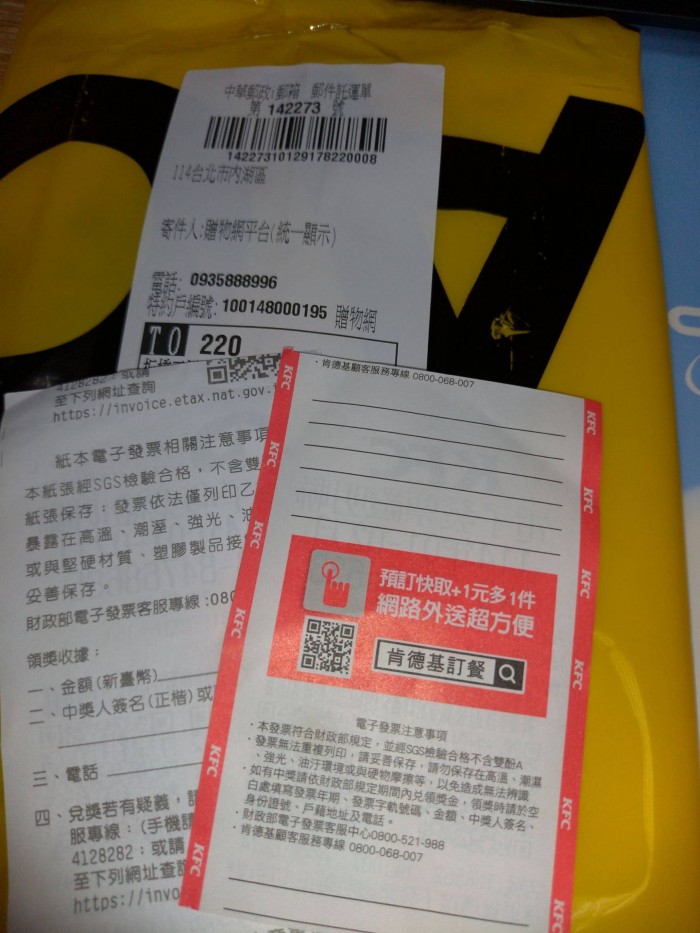 中華郵政i郵箱 郵件託運單
第 142273 號
14227310129178220008
114台北市內湖區
寄件人:贈物網平台(統一顯示)
電話: 0935888996
特約戶編號: 100148000195 贈物網
TO 220
4128282
至下列網址查詢
https://invoice.etax.nat.gov.
紙本電子發票相關注意事項
本紙張經SGS檢驗合格，不含雙
紙張保存：發票依法僅列印乙
暴露在高溫、潮溼、強光、油
或與堅硬材質、塑膠製品接
妥善保存。
財政部電子發票客服專線:080
領獎收據：
一、金額(新臺幣)
二、中獎人簽名(正楷)或
三、電話
四、兌獎若有疑義，
服專線：(手機請
4128282；或請
至下列網址查詢
https://invo
·肯德基顧客服務專線 0800-068-007
KFC
KFC
KFC
KFC
KFC
KFC
KFC
KFC
KFC
KFC
KFC
KFC
預訂快取+1元多1件
網路外送超方便
肯德基訂餐
電子發票注意事項
·本發票符合財政部規定，並經SGS檢驗合格不含雙酚A
·發票無法重複列印，請妥善保存，請勿保存在高溫、潮濕
、強光、油汙環境或與硬物摩擦等，以免造成無法辨識
·如有中獎請依財政部規定期間內兌領獎金，領獎時請於空
白處填寫發票年期、發票字軌號碼、金額、中獎人簽名、
身份證號、戶籍地址及電話。
·財政部電子發票客服中心0800-521-988
·肯德基顧客服務專線 0800-068-007